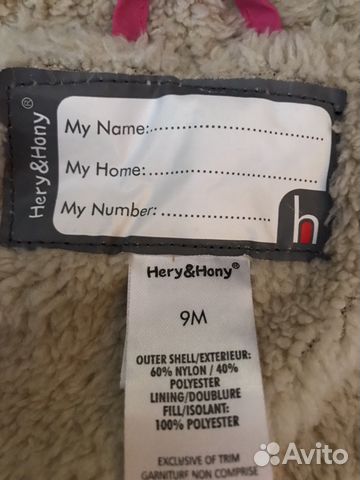 Hery&Hony®
My Name:..........................
My Home:..........................
My Number:.................
h
Hery&Hony®
9M
OUTER SHELL/EXTERIEUR:
60% NYLON / 40%
POLYESTER
LINING/DOUBLURE
FILL/ISOLANT:
100% POLYESTER
EXCLUSIVE OF TRIM
GARNITURE NON COMPRISE
Avito